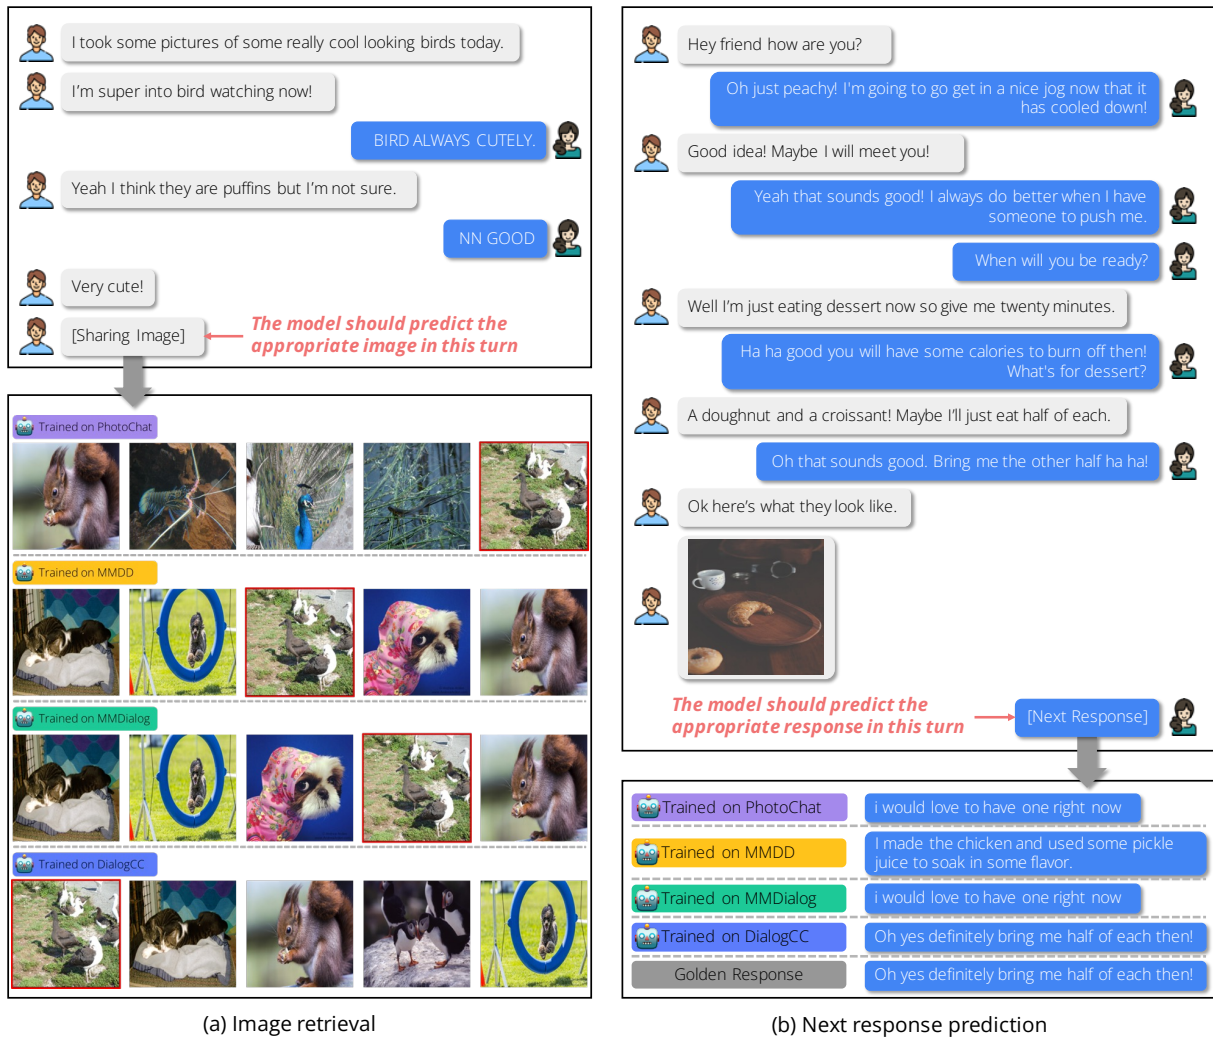 I took some pictures of some really cool looking birds today.
I'm super into bird watching now!
BIRD ALWAYS CUTELY.
Yeah I think they are puffins but I'm not sure.
NN GOOD
Very cute!
[Sharing Image]
The model should predict the
appropriate image in this turn
Trained on PhotoChat
Trained on MMDD
Trained on MMDialog
Trained on DialogCC
(a) Image retrieval
Hey friend how are you?
Oh just peachy! I'm going to go get in a nice jog now that it
has cooled down!
Good idea! Maybe I will meet you!
Yeah that sounds good! I always do better when I have
someone to push me.
When will you be ready?
Well I'm just eating dessert now so give me twenty minutes.
Ha ha good you will have some calories to burn off then!
What's for dessert?
A doughnut and a croissant! Maybe I'll just eat half of each.
Oh that sounds good. Bring me the other half ha ha!
Ok here's what they look like.
The model should predict the
appropriate response in this turn
[Next Response]
Trained on PhotoChat
i would love to have one right now
Trained on MMDD
I made the chicken and used some pickle
juice to soak in some flavor.
Trained on MMDialog
i would love to have one right now
Trained on DialogCC
Oh yes definitely bring me half of each then!
Golden Response
Oh yes definitely bring me half of each then!
(b) Next response prediction